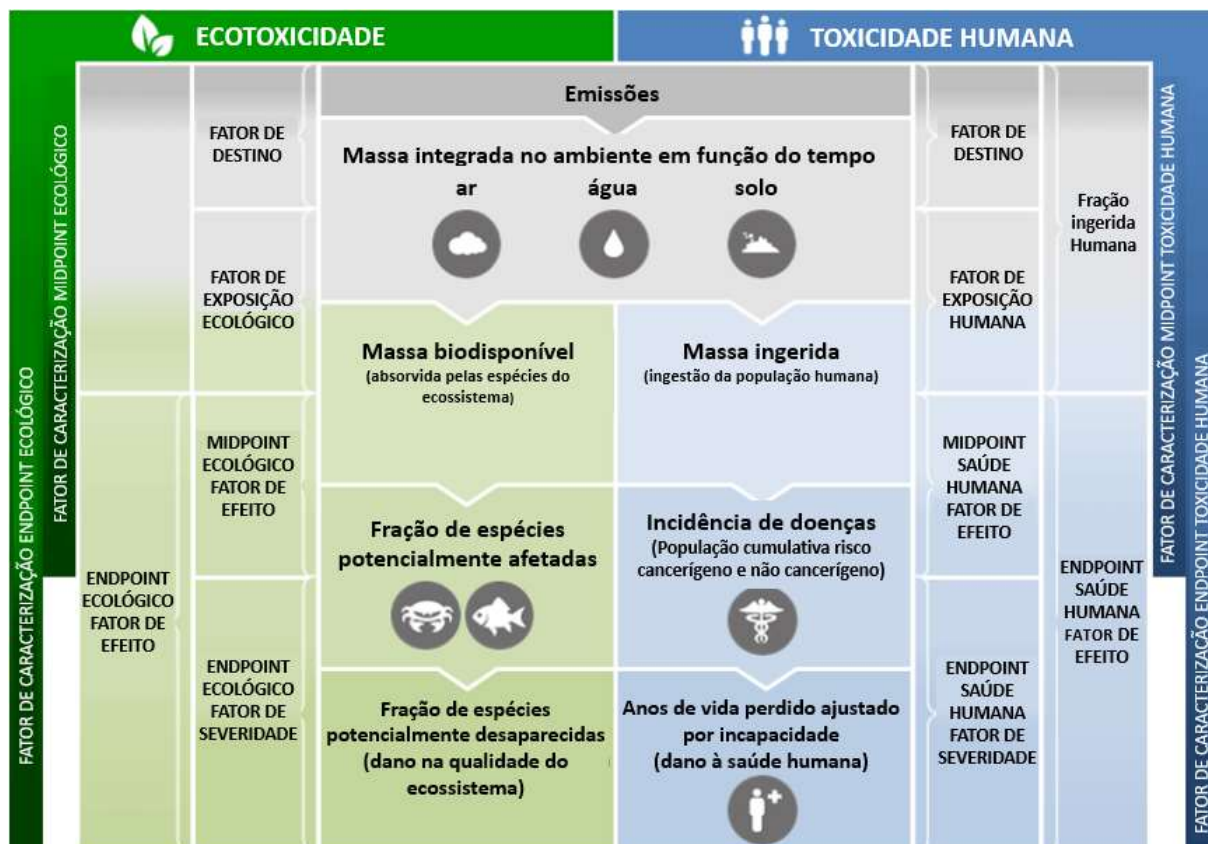 ECOTOXICIDADE
TOXICIDADE HUMANA
FATOR DE CARACTERIZAÇÃO ENDPOINT ECOLÓGICO
FATOR DE CARACTERIZAÇÃO MIDPOINT ECOLÓGICO
ENDPOINT
ECOLÓGICO
FATOR DE
EFEITO
FATOR DE
DESTINO
FATOR DE
EXPOSIÇÃO
ECOLÓGICO
MIDPOINT
ECOLÓGICO
FATOR DE
EFEITO
ENDPOINT
ECOLÓGICO
FATOR DE
SEVERIDADE
Emissões
Massa integrada no ambiente em função do tempo
ar água solo
Massa biodisponível
(absorvida pelas espécies do
ecossistema)
Massa ingerida
(ingestão da população humana)
Fração de espécies
potencialmente afetadas
Incidência de doenças
(População cumulativa risco
cancerígeno e não cancerígeno)
Fração de espécies
potencialmente desaparecidas
(dano na qualidade do
ecossistema)
Anos de vida perdido ajustado
por incapacidade
(dano à saúde humana)
FATOR DE
DESTINO
FATOR DE
EXPOSIÇÃO
HUMANA
MIDPOINT
SAÚDE
HUMANA
FATOR DE
EFEITO
ENDPOINT
SAÚDE
HUMANA
FATOR DE
SEVERIDADE
Fração
ingerida
Humana
ENDPOINT
SAÚDE
HUMANA
FATOR DE
EFEITO
FATOR DE CARACTERIZAÇÃO MIDPOINT TOXICIDADE HUMANA
FATOR DE CARACTERIZAÇÃO ENDPOINT TOXICIDADE HUMANA